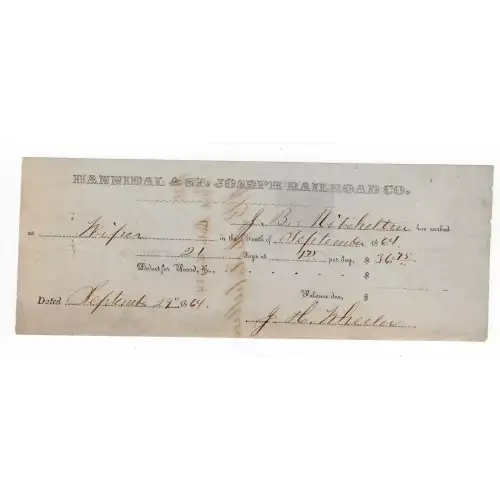 HANNIBAL & ST. JOSEPH RAILROAD CO.
J. B. Mitchelton has worked
as Wiper in the month of September 1864,
21 days at 1.75 per day, $ 36.75
Deduct for Board, &c., $
Balance due, $
Dated September 29" 1864.
J. H. Wheeler